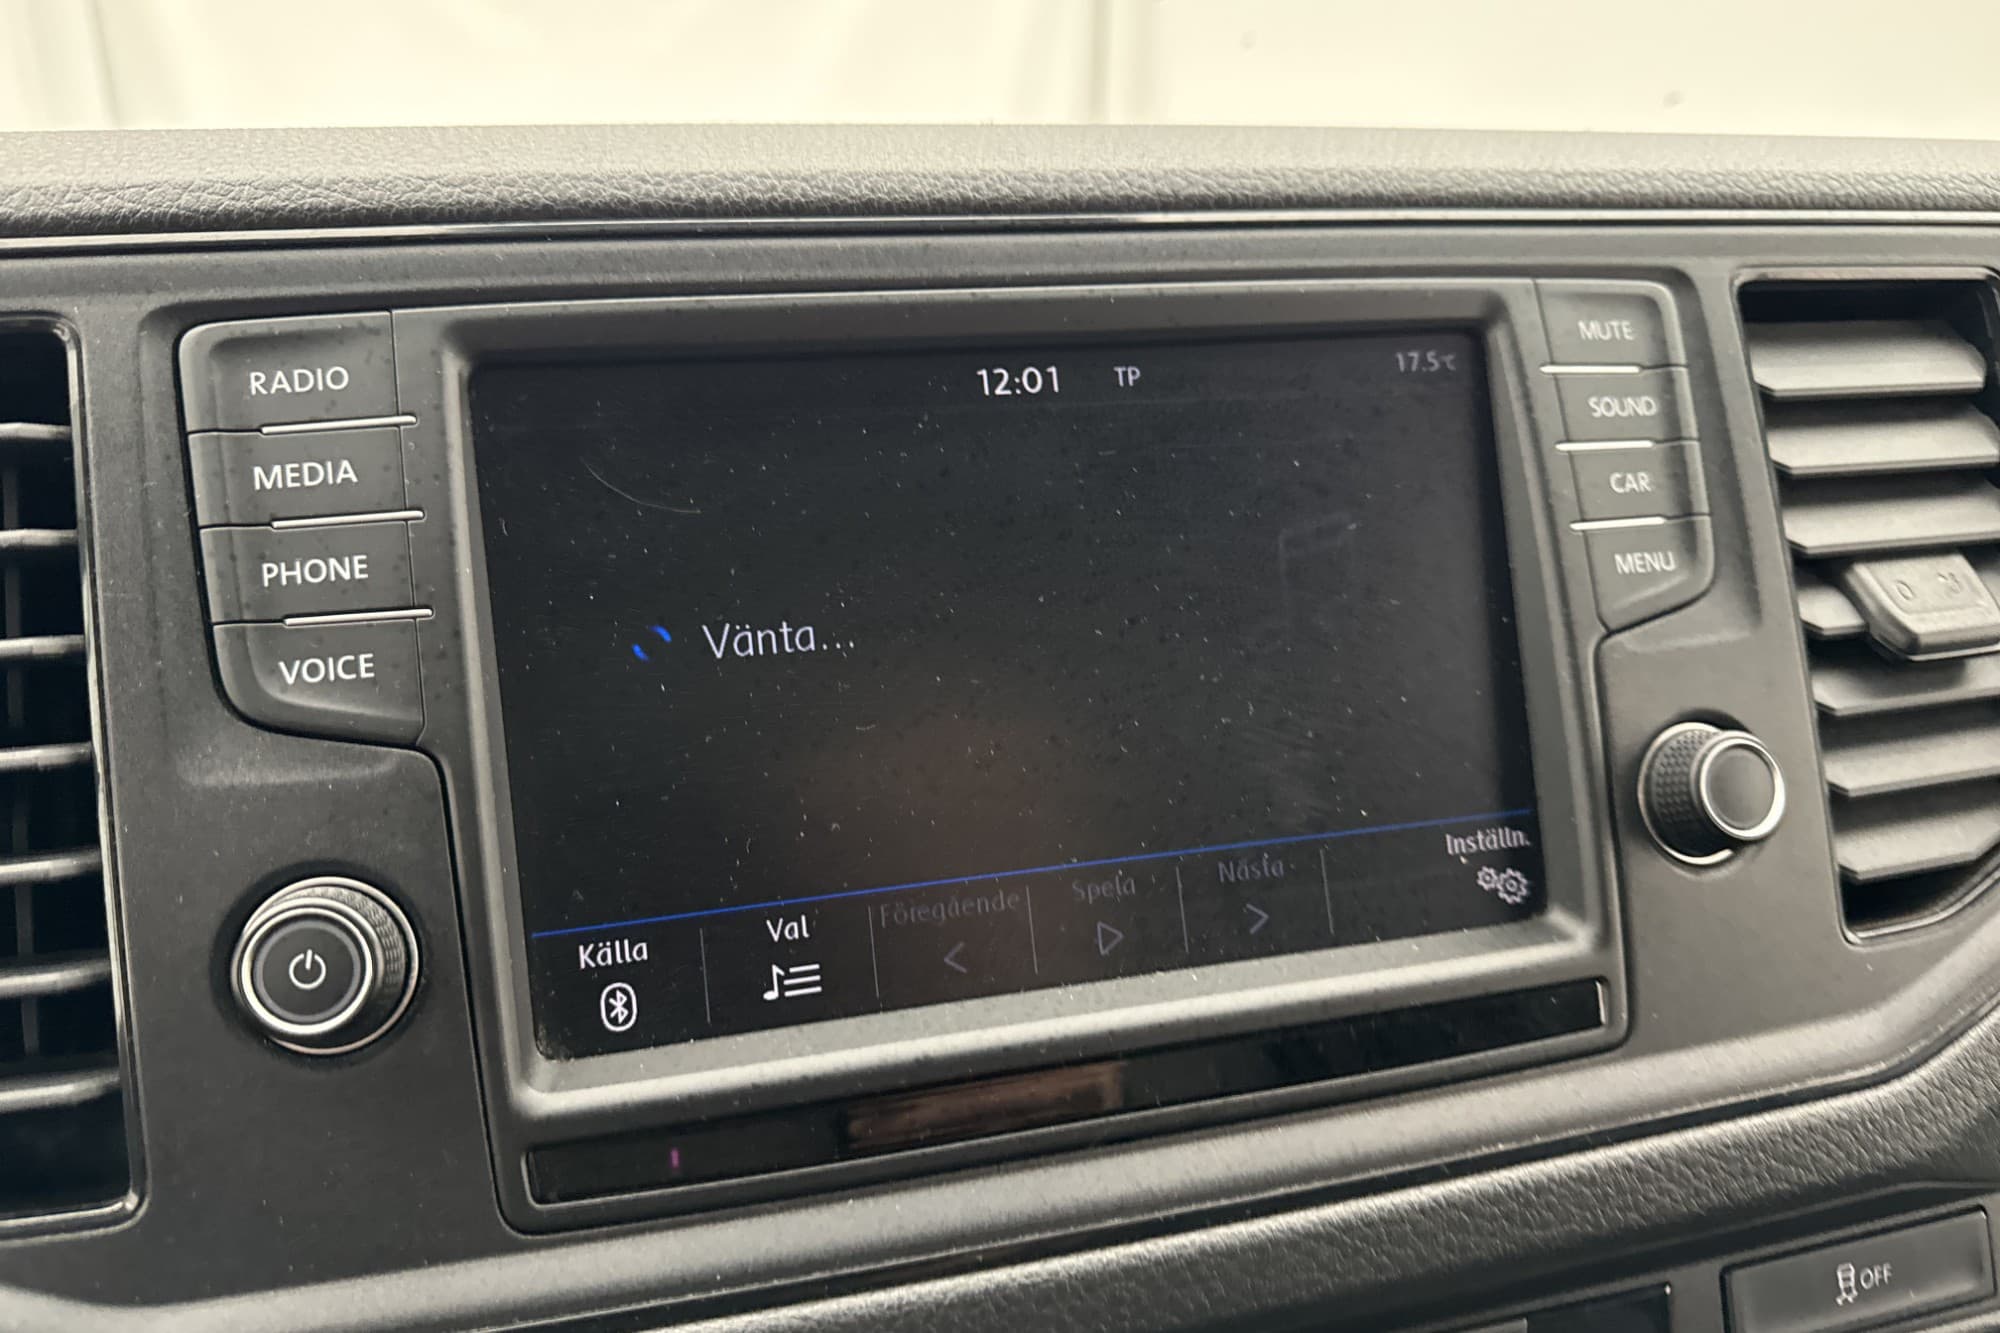 RADIO
MEDIA
PHONE
VOICE
12:01 TP 17.5℃
Vänta...
Källa
Val
Föregående
Spela
Nästa
Inställn.
MUTE
SOUND
CAR
MENU
OFF